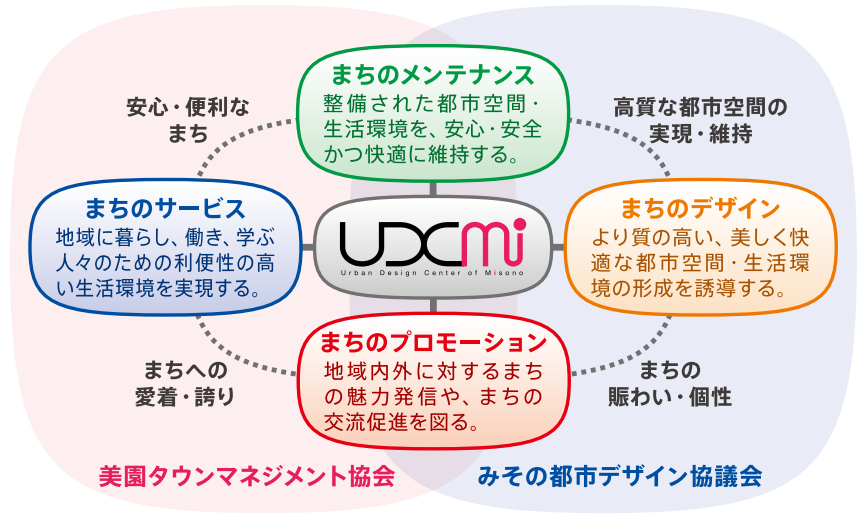 まちのメンテナンス
整備された都市空間・
生活環境を、安心・安全
かつ快適に維持する。
安心・便利な
まち
高質な都市空間の
実現・維持
まちのサービス
地域に暮らし、働き、学ぶ
人々のための利便性の高
い生活環境を実現する。
UDCMi
Urban Design Center of Misono
まちのデザイン
より質の高い、美しく快
適な都市空間・生活環
境の形成を誘導する。
まちのプロモーション
地域内外に対するまち
の魅力発信や、まちの
交流促進を図る。
まちへの
愛着・誇り
まちの
賑わい・個性
美園タウンマネジメント協会
みその都市デザイン協議会